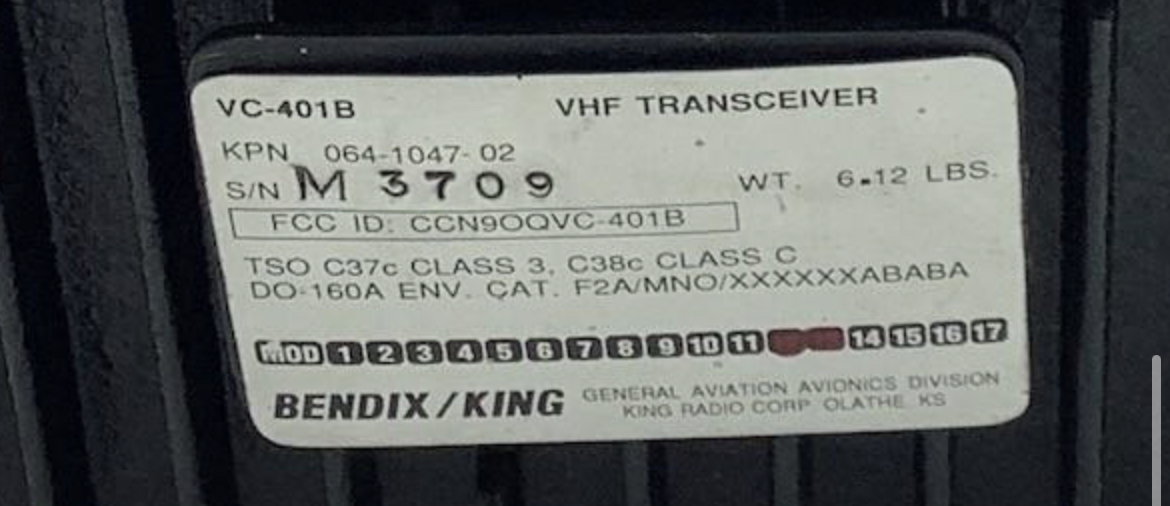 VC-401B VHF TRANSCEIVER
KPN 064-1047-02
S/N M 3709 WT. 6.12 LBS.
FCC ID: CCN9OQVC-401B
TSO C37c CLASS 3, C38c CLASS C
DO-160A ENV. CAT. F2A/MNO/XXXXXXABABA
MOD 1 2 3 4 5 6 7 8 9 10 11 14 15 16 17
BENDIX/KING GENERAL AVIATION AVIONICS DIVISION
KING RADIO CORP OLATHE KS